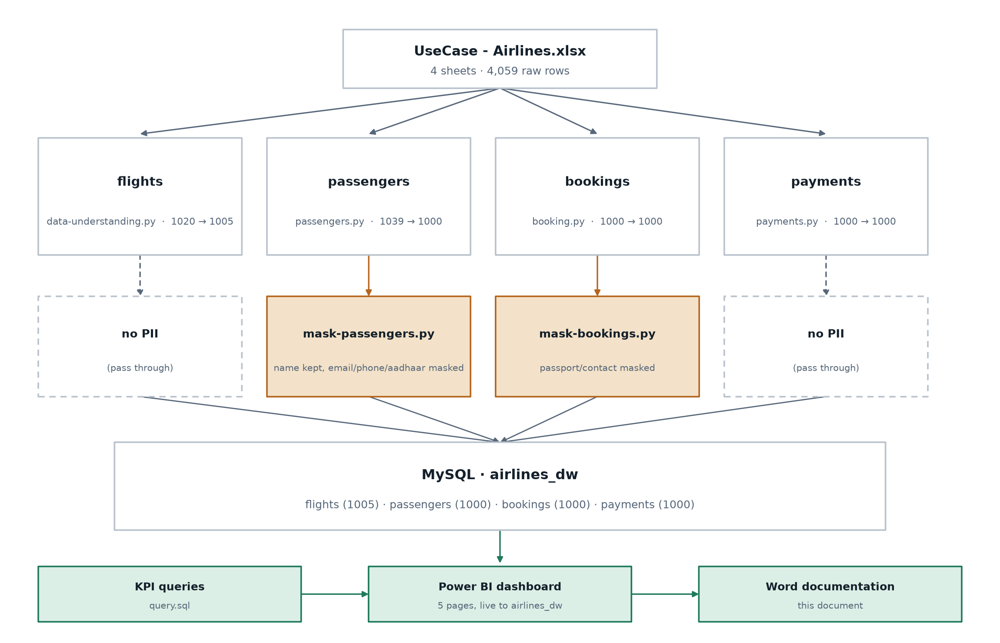 UseCase - Airlines.xlsx
4 sheets · 4,059 raw rows
flights
data-understanding.py · 1020 → 1005
passengers
passengers.py · 1039 → 1000
bookings
booking.py · 1000 → 1000
payments
payments.py · 1000 → 1000
no PII
(pass through)
mask-passengers.py
name kept, email/phone/aadhaar masked
mask-bookings.py
passport/contact masked
no PII
(pass through)
MySQL · airlines_dw
flights (1005) · passengers (1000) · bookings (1000) · payments (1000)
KPI queries
query.sql
Power BI dashboard
5 pages, live to airlines_dw
Word documentation
this document